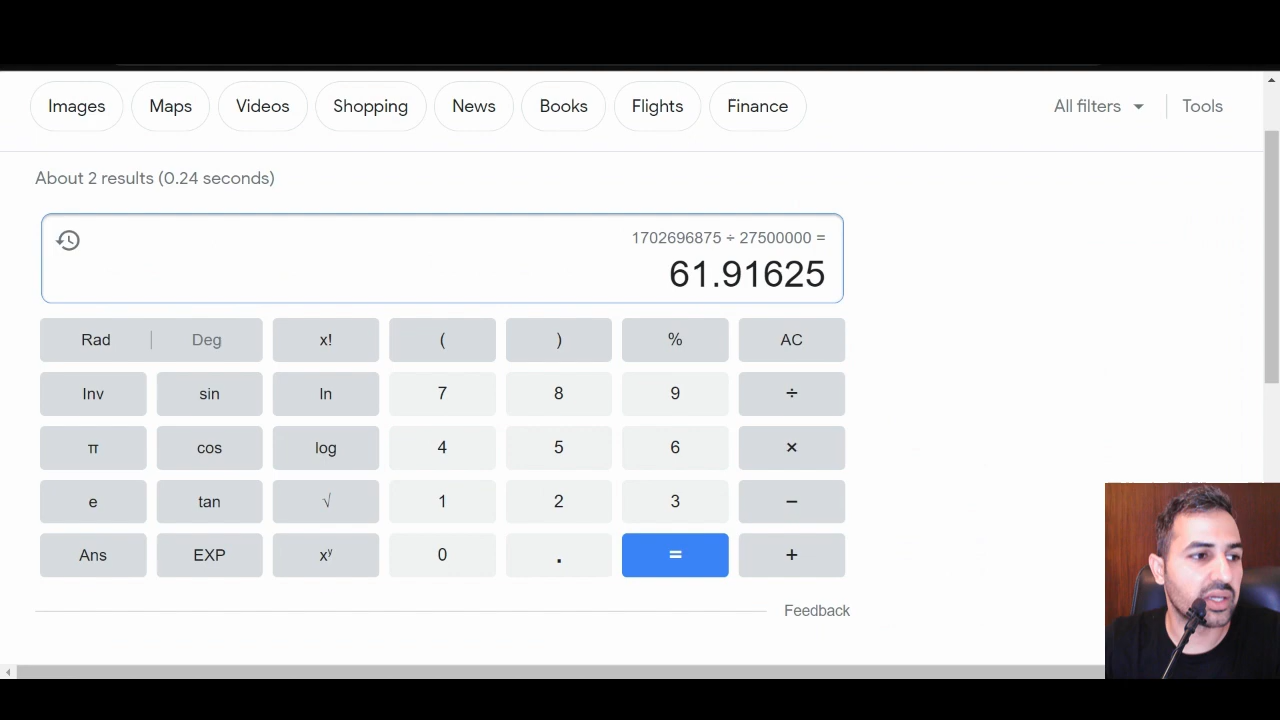 Images Maps Videos Shopping News Books Flights Finance All filters Tools
About 2 results (0.24 seconds)
1702696875 ÷ 27500000 =
61.91625
Rad Deg x! ( ) % AC
Inv sin ln 7 8 9 ÷
π cos log 4 5 6 ×
e tan √ 1 2 3 −
Ans EXP xʸ 0 . = +
Feedback